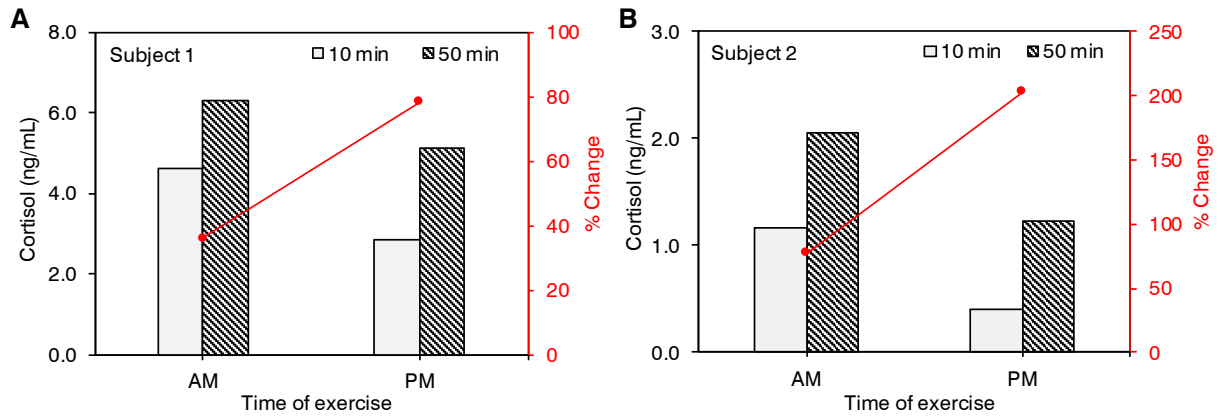 A
Subject 1
10 min
50 min
Cortisol (ng/mL)
8.0
6.0
4.0
2.0
0.0
100
80
60
40
20
0
% Change
AM
PM
Time of exercise
B
Subject 2
10 min
50 min
Cortisol (ng/mL)
3.0
2.0
1.0
0.0
250
200
150
100
50
0
% Change
AM
PM
Time of exercise